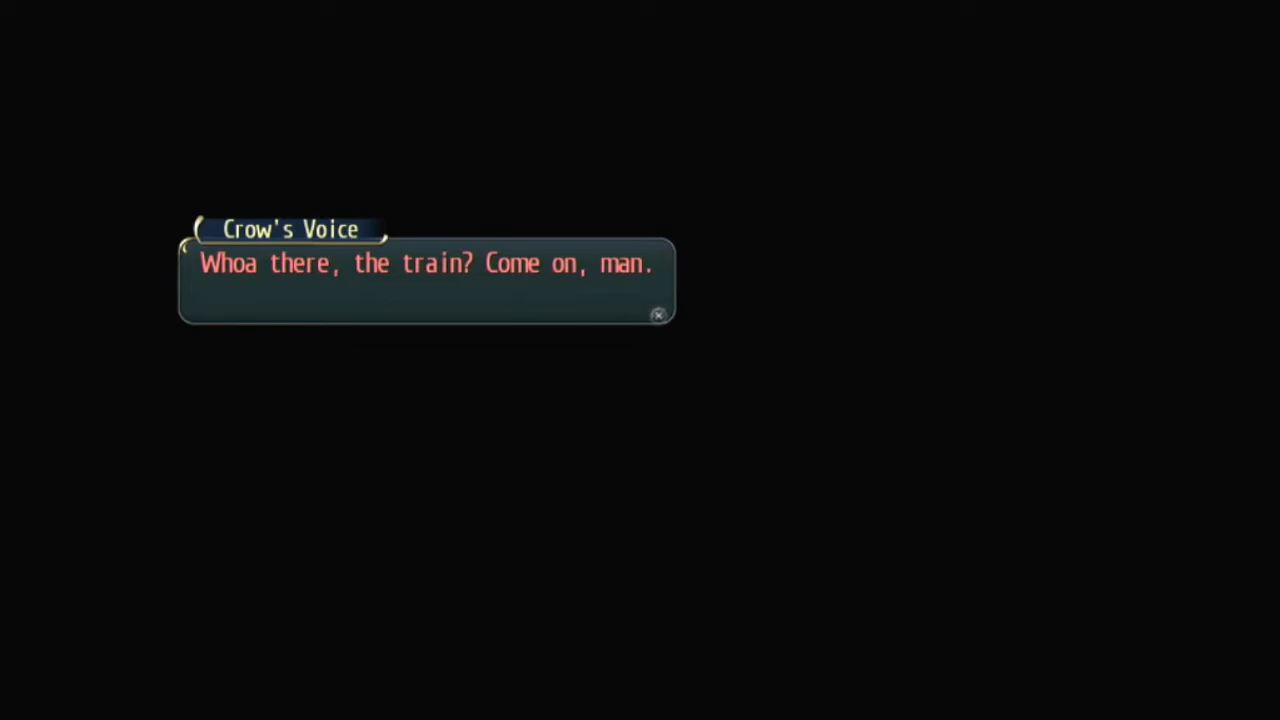 Crow's Voice
Whoa there, the train? Come on, man.